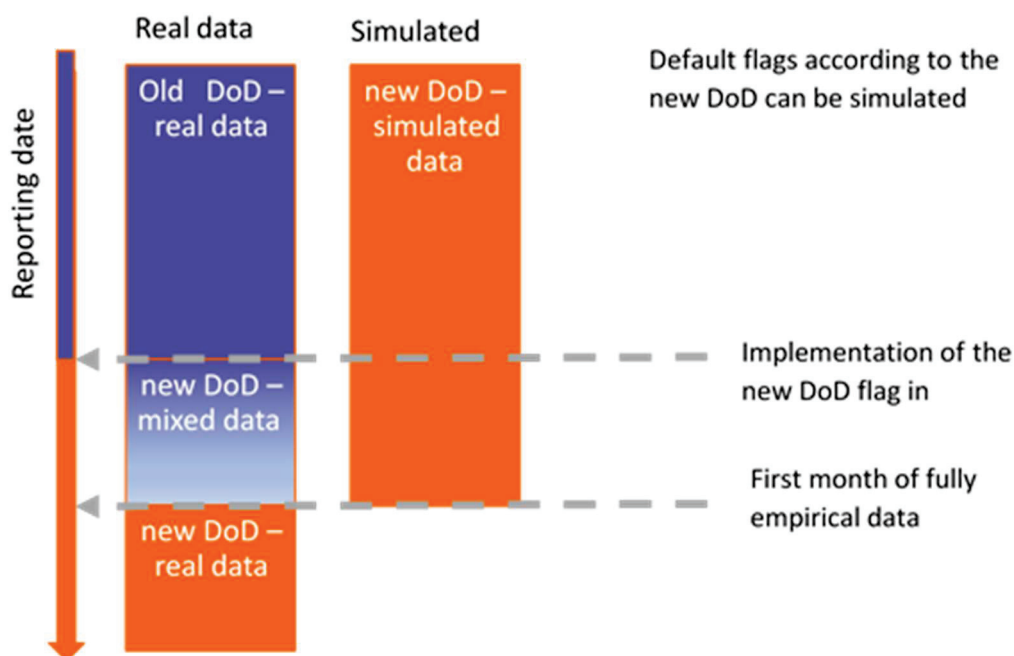 Real data
Simulated
Reporting date
Old DoD –
real data
new DoD –
simulated
data
Default flags according to the
new DoD can be simulated
new DoD –
mixed data
Implementation of the
new DoD flag in
new DoD –
real data
First month of fully
empirical data